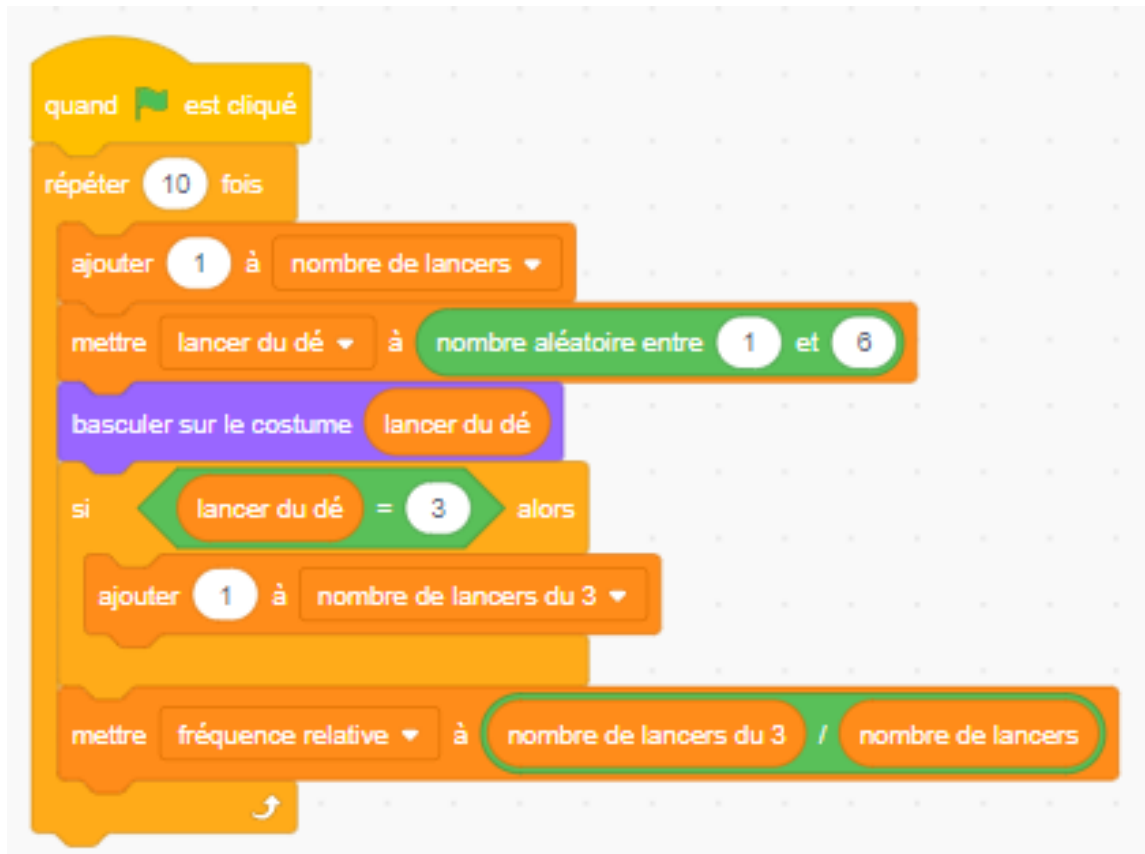 quand est cliqué
répéter 10 fois
ajouter 1 à nombre de lancers
mettre lancer du dé à nombre aléatoire entre 1 et 6
basculer sur le costume lancer du dé
si lancer du dé = 3 alors
ajouter 1 à nombre de lancers du 3
mettre fréquence relative à nombre de lancers du 3 / nombre de lancers